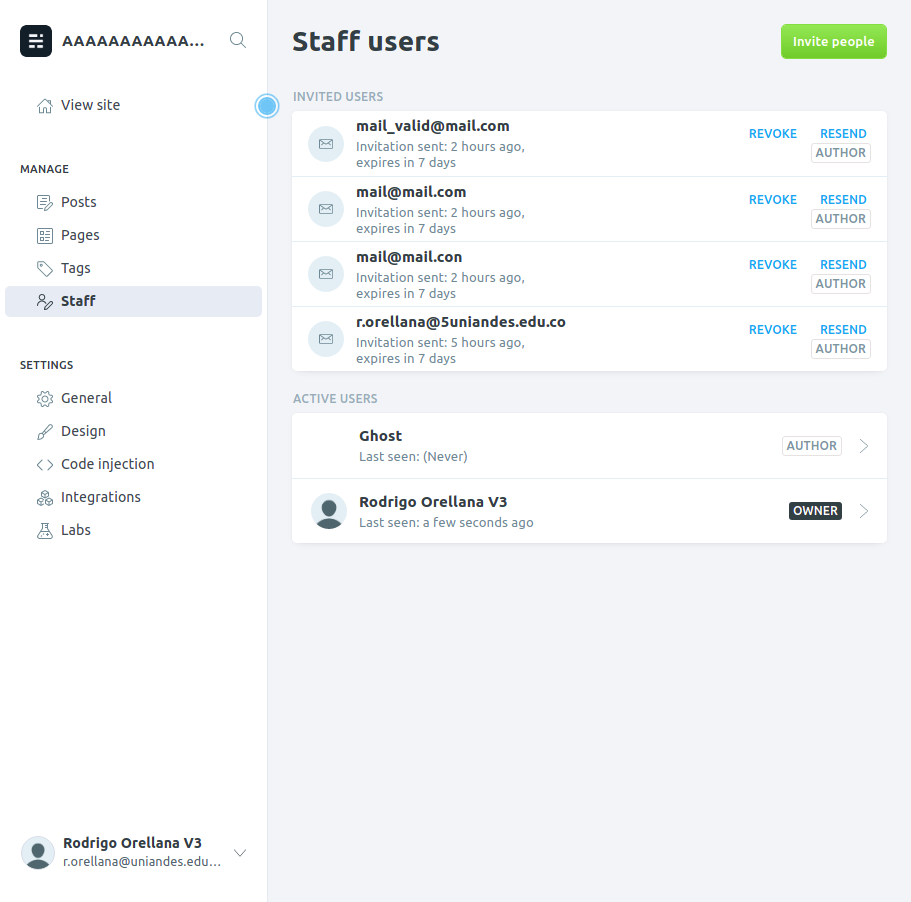 AAAAAAAAAAA...
View site
MANAGE
Posts
Pages
Tags
Staff
SETTINGS
General
Design
Code injection
Integrations
Labs
Rodrigo Orellana V3
r.orellana@uniandes.edu...
Staff users
Invite people
INVITED USERS
mail_valid@mail.com
Invitation sent: 2 hours ago,
expires in 7 days
REVOKE RESEND
AUTHOR
mail@mail.com
Invitation sent: 2 hours ago,
expires in 7 days
REVOKE RESEND
AUTHOR
mail@mail.con
Invitation sent: 2 hours ago,
expires in 7 days
REVOKE RESEND
AUTHOR
r.orellana@5uniandes.edu.co
Invitation sent: 5 hours ago,
expires in 7 days
REVOKE RESEND
AUTHOR
ACTIVE USERS
Ghost
Last seen: (Never)
AUTHOR
Rodrigo Orellana V3
Last seen: a few seconds ago
OWNER